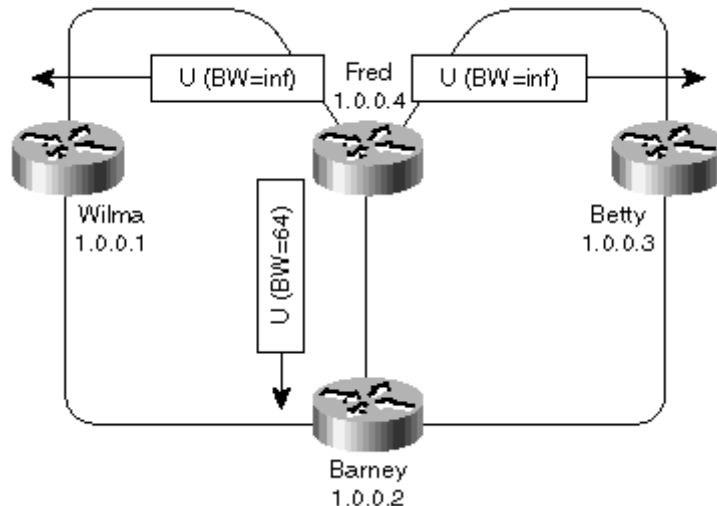 U (BW=inf)
Fred
1.0.0.4
U (BW=inf)
Wilma
1.0.0.1
U (BW=64)
Betty
1.0.0.3
Barney
1.0.0.2